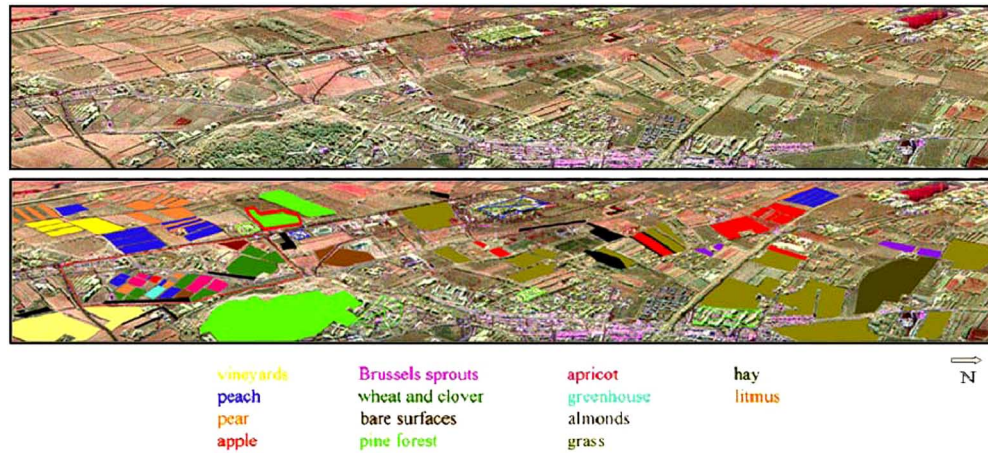 vineyards Brussels sprouts apricot hay
peach wheat and clover greenhouse litmus
pear bare surfaces almonds
apple pine forest grass
N